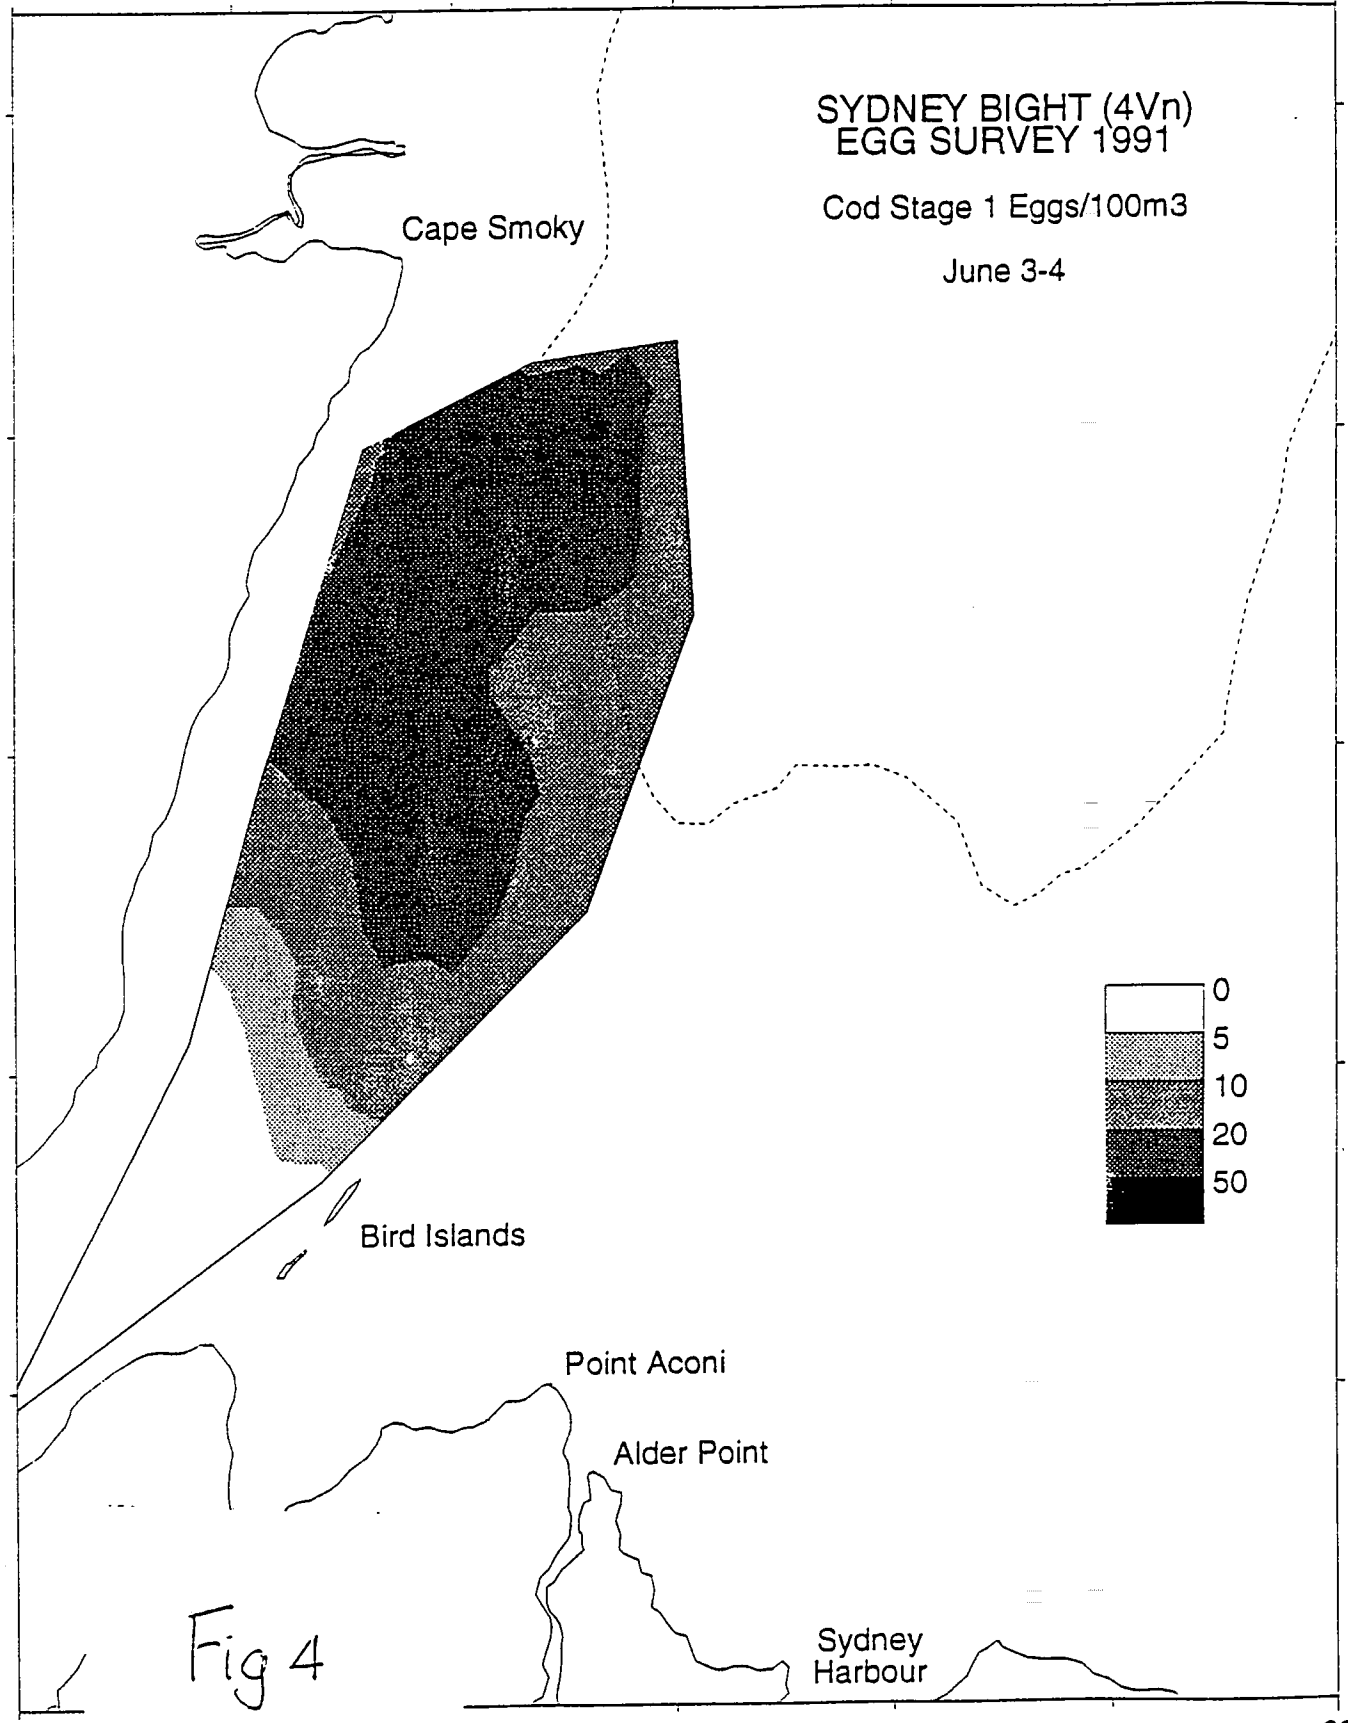 SYDNEY BIGHT (4Vn)
EGG SURVEY 1991
Cod Stage 1 Eggs/100m3
June 3-4
Cape Smoky
0
5
10
20
50
Bird Islands
Point Aconi
Alder Point
Sydney
Harbour
Fig 4